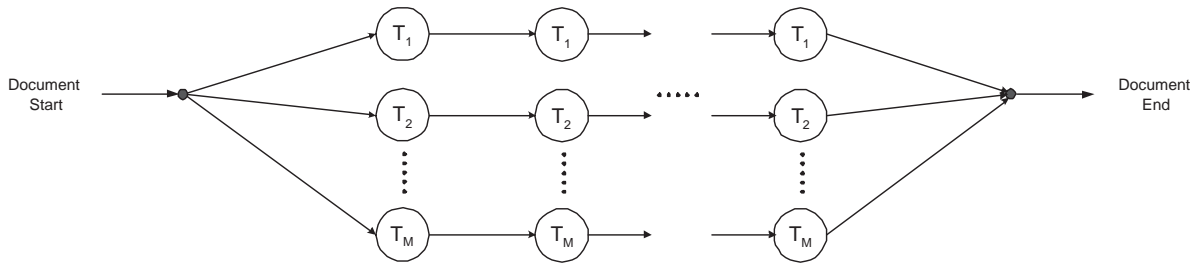 T1 T1 T1
Document
Start
Document
End
T2 T2 T2
TM TM TM